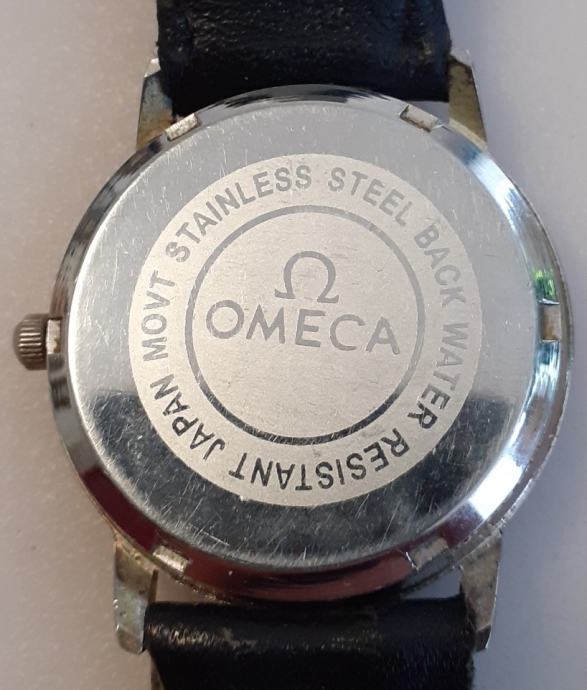 STAINLESS STEEL BACK WATER RESISTANT JAPAN MOVT
Ω
OMECA